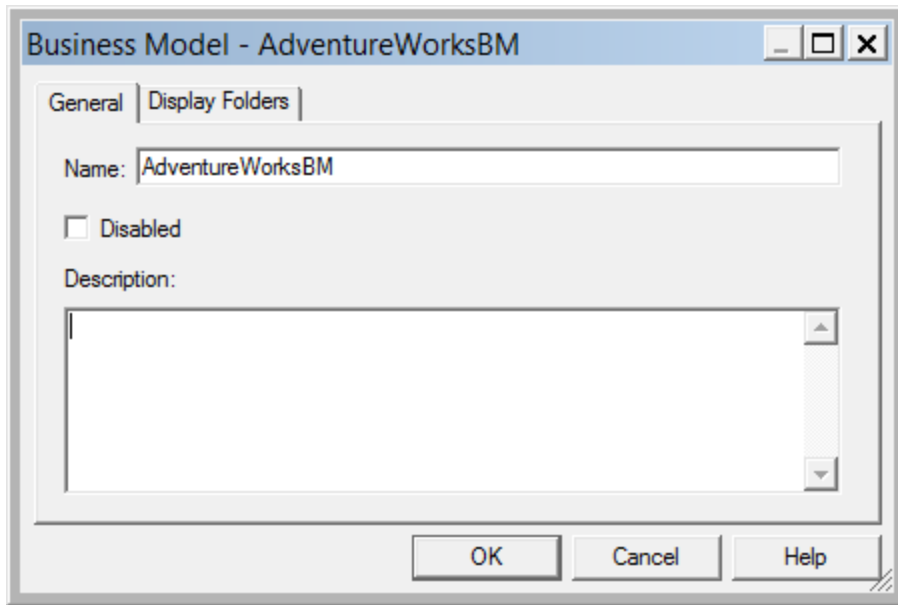 Business Model - AdventureWorksBM
General Display Folders
Name: AdventureWorksBM
Disabled
Description:
OK Cancel Help